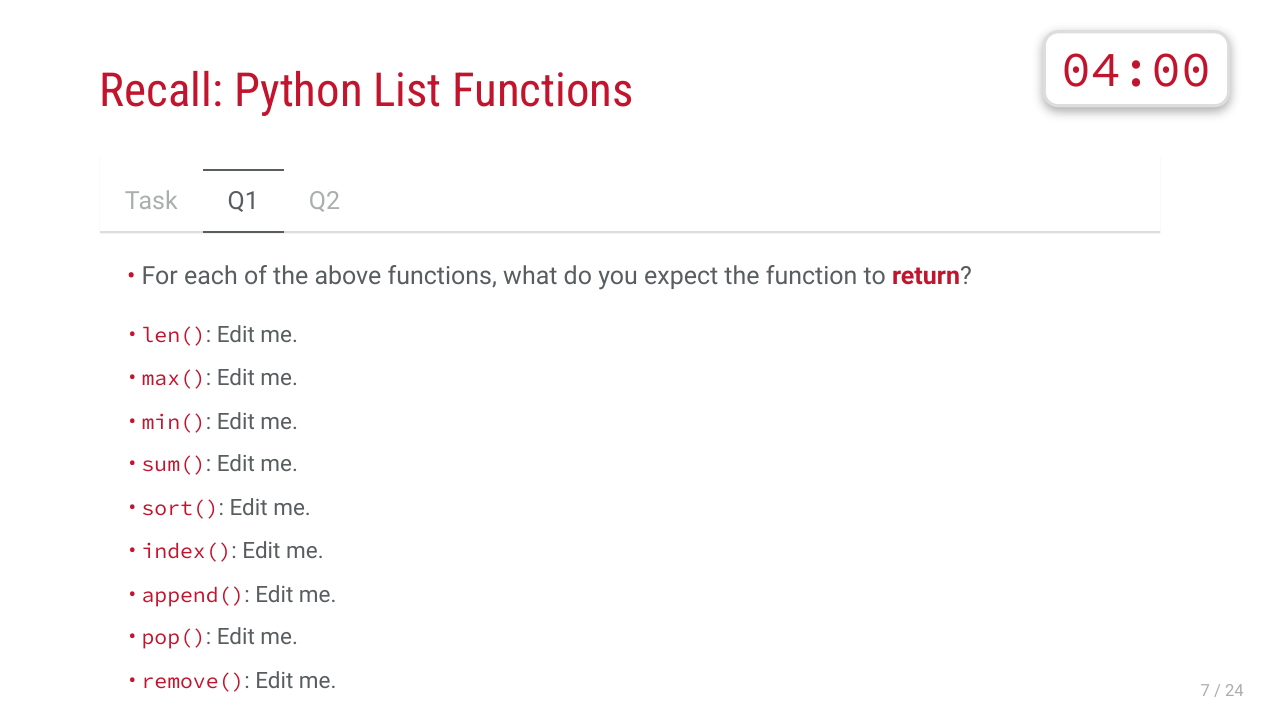 Recall: Python List Functions
04:00
Task Q1 Q2
• For each of the above functions, what do you expect the function to return?
• len(): Edit me.
• max(): Edit me.
• min(): Edit me.
• sum(): Edit me.
• sort(): Edit me.
• index(): Edit me.
• append(): Edit me.
• pop(): Edit me.
• remove(): Edit me.
7 / 24